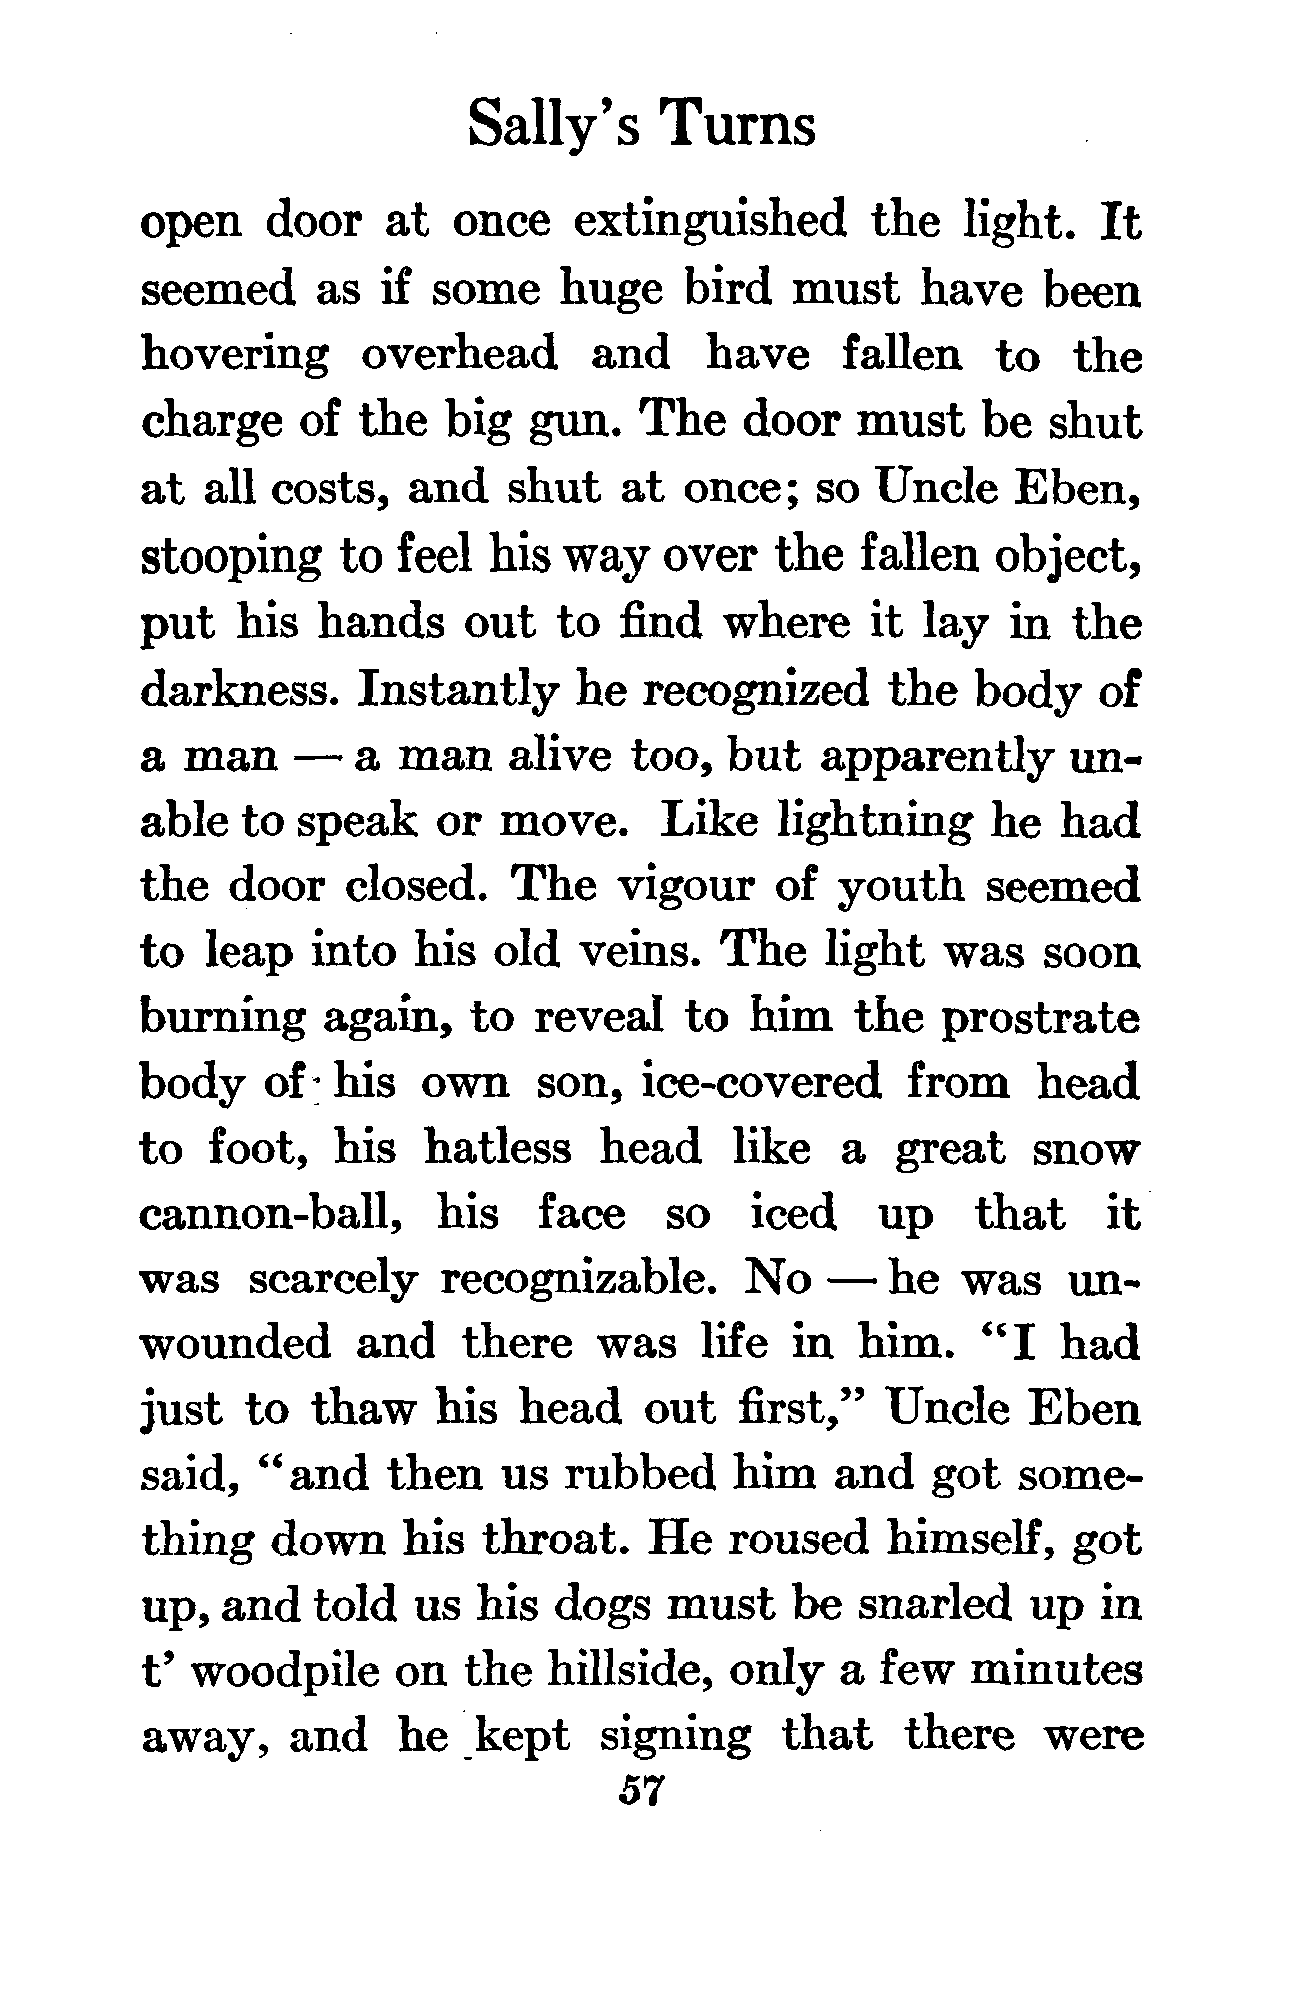 Sally's Turns
open door at once extinguished the light. It
seemed as if some huge bird must have been
hovering overhead and have fallen to the
charge of the big gun. The door must be shut
at all costs, and shut at once; so Uncle Eben,
stooping to feel his way over the fallen object,
put his hands out to find where it lay in the
darkness. Instantly he recognized the body of
a man — a man alive too, but apparently un-
able to speak or move. Like lightning he had
the door closed. The vigour of youth seemed
to leap into his old veins. The light was soon
burning again, to reveal to him the prostrate
body of his own son, ice-covered from head
to foot, his hatless head like a great snow
cannon-ball, his face so iced up that it
was scarcely recognizable. No — he was un-
wounded and there was life in him. "I had
just to thaw his head out first," Uncle Eben
said, "and then us rubbed him and got some-
thing down his throat. He roused himself, got
up, and told us his dogs must be snarled up in
t' woodpile on the hillside, only a few minutes
away, and he kept signing that there were
57